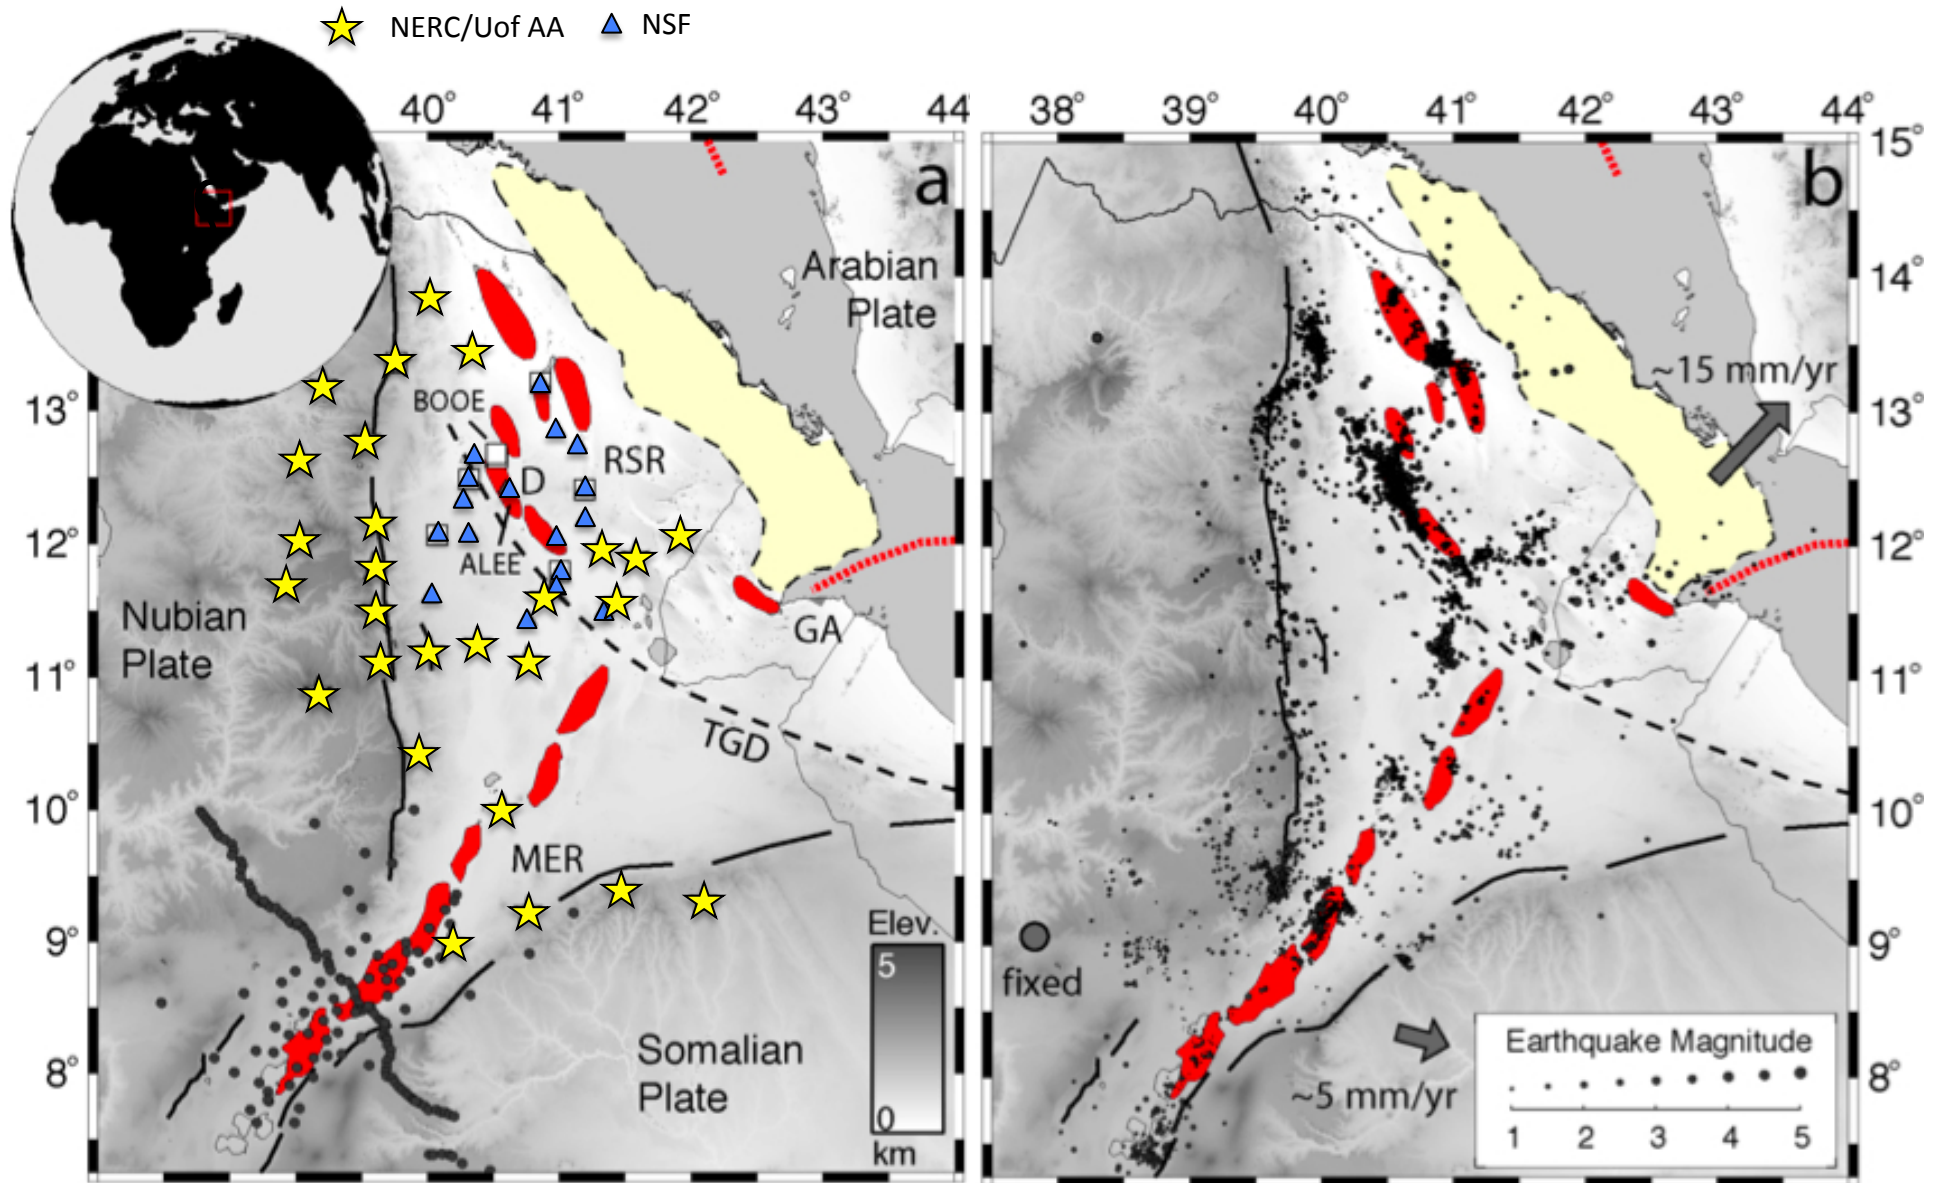 NERC/Uof AA
NSF
40° 41° 42° 43° 44
38° 39° 40° 41° 42° 43° 44°
15°
14°
13°
12°
11°
10°
9°
8°
13°
12°
11°
10°
9°
8°
a
Arabian
Plate
BOOE
RSR
D
ALEE
Nubian
Plate
GA
TGD
MER
Elev.
5
0
km
Somalian
Plate
b
~15 mm/yr
fixed
~5 mm/yr
Earthquake Magnitude
1 2 3 4 5